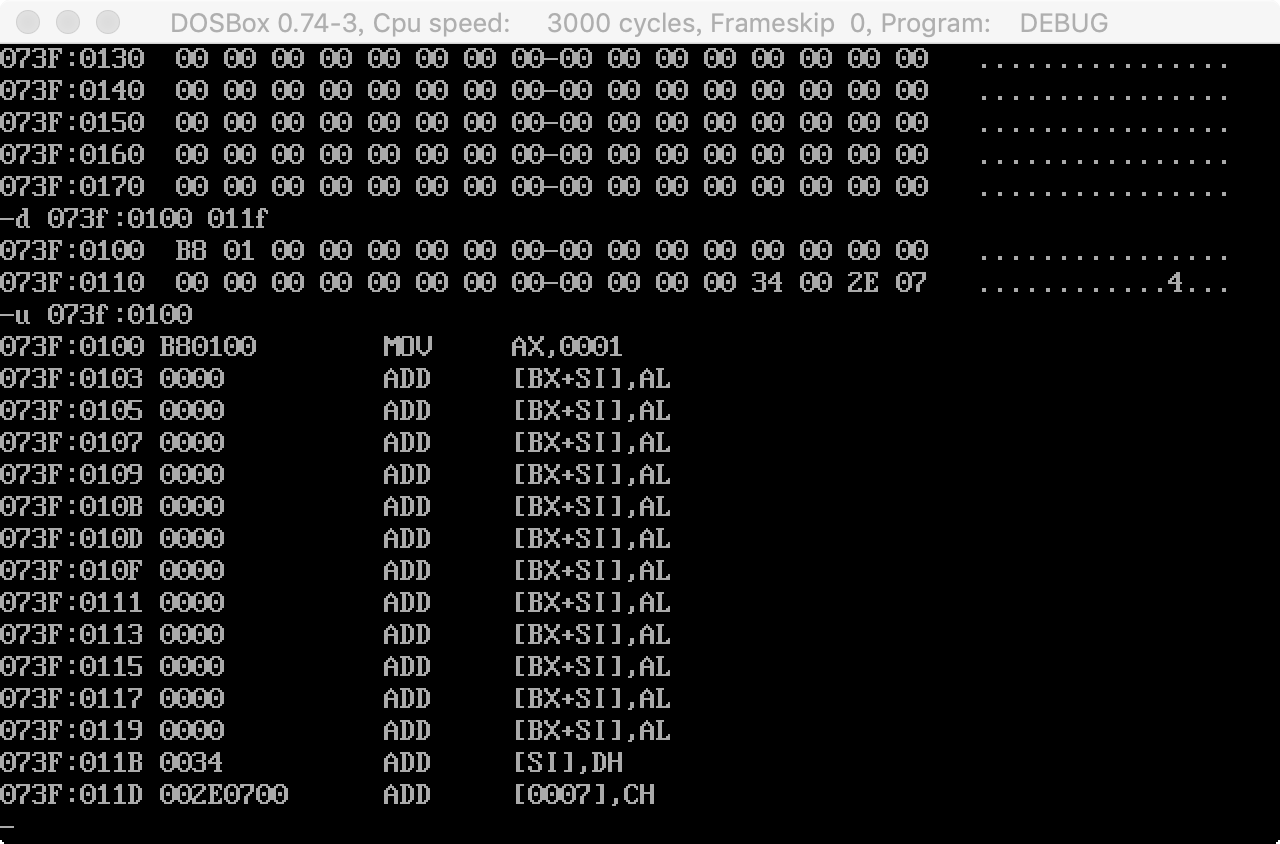 DOSBox 0.74-3, Cpu speed:    3000 cycles, Frameskip  0, Program:    DEBUG
073F:0130  00 00 00 00 00 00 00 00-00 00 00 00 00 00 00 00   ................
073F:0140  00 00 00 00 00 00 00 00-00 00 00 00 00 00 00 00   ................
073F:0150  00 00 00 00 00 00 00 00-00 00 00 00 00 00 00 00   ................
073F:0160  00 00 00 00 00 00 00 00-00 00 00 00 00 00 00 00   ................
073F:0170  00 00 00 00 00 00 00 00-00 00 00 00 00 00 00 00   ................
-d 073f:0100 011f
073F:0100  B8 01 00 00 00 00 00 00-00 00 00 00 00 00 00 00   ................
073F:0110  00 00 00 00 00 00 00 00-00 00 00 00 34 00 2E 07   ............4...
-u 073f:0100
073F:0100 B80100        MOV     AX,0001
073F:0103 0000          ADD     [BX+SI],AL
073F:0105 0000          ADD     [BX+SI],AL
073F:0107 0000          ADD     [BX+SI],AL
073F:0109 0000          ADD     [BX+SI],AL
073F:010B 0000          ADD     [BX+SI],AL
073F:010D 0000          ADD     [BX+SI],AL
073F:010F 0000          ADD     [BX+SI],AL
073F:0111 0000          ADD     [BX+SI],AL
073F:0113 0000          ADD     [BX+SI],AL
073F:0115 0000          ADD     [BX+SI],AL
073F:0117 0000          ADD     [BX+SI],AL
073F:0119 0000          ADD     [BX+SI],AL
073F:011B 0034          ADD     [SI],DH
073F:011D 002E0700      ADD     [0007],CH
-